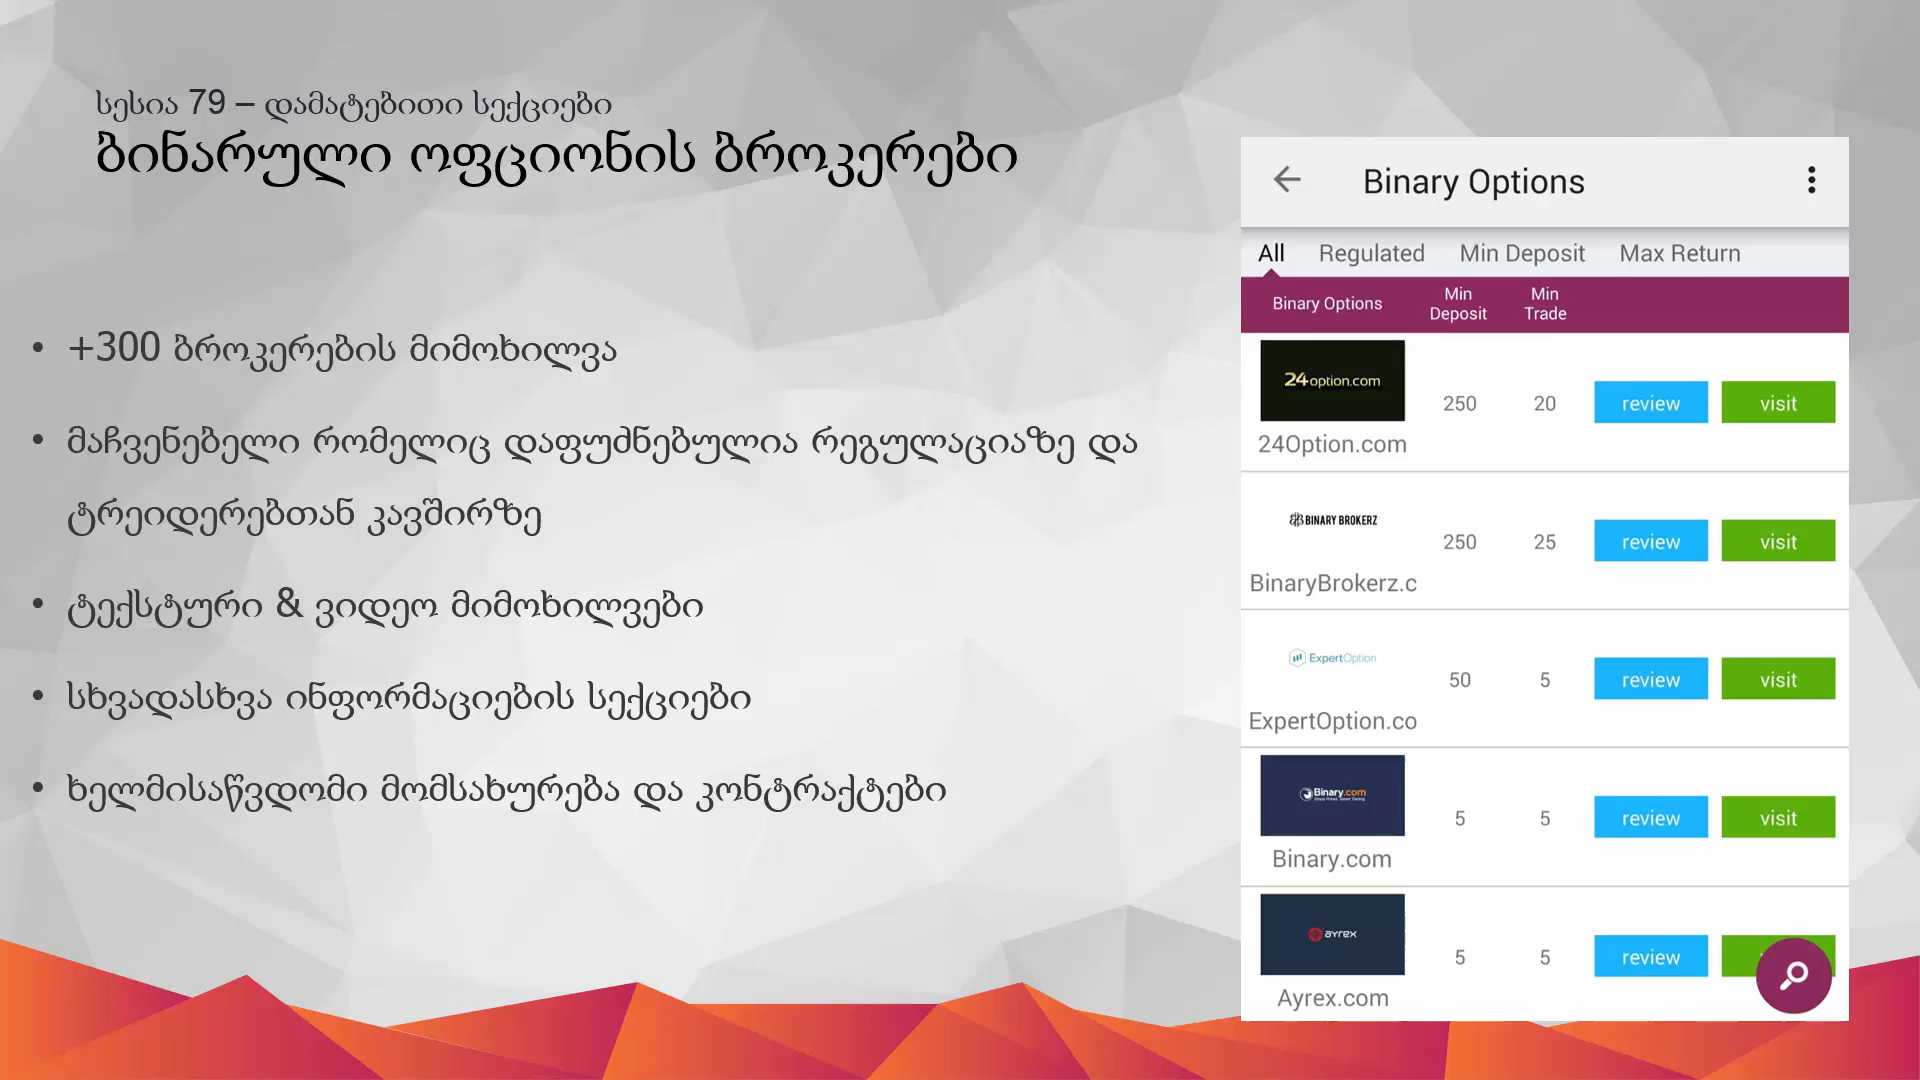 სესია 79 – დამატებითი სექციები
ბინარული ოფციონის ბროკერები
• +300 ბროკერების მიმოხილვა
• მაჩვენებელი რომელიც დაფუძნებულია რეგულაციაზე და
ტრეიდერებთან კავშირზე
• ტექსტური & ვიდეო მიმოხილვები
• სხვადასხვა ინფორმაციების სექციები
• ხელმისაწვდომი მომსახურება და კონტრაქტები
Binary Options
All Regulated Min Deposit Max Return
Binary Options Min Deposit Min Trade
24option.com
250 20 review visit
24Option.com
BINARY BROKERZ
250 25 review visit
BinaryBrokerz.c
ExpertOption
50 5 review visit
ExpertOption.co
Binary.com
5 5 review visit
Binary.com
AYREX
5 5 review
Ayrex.com